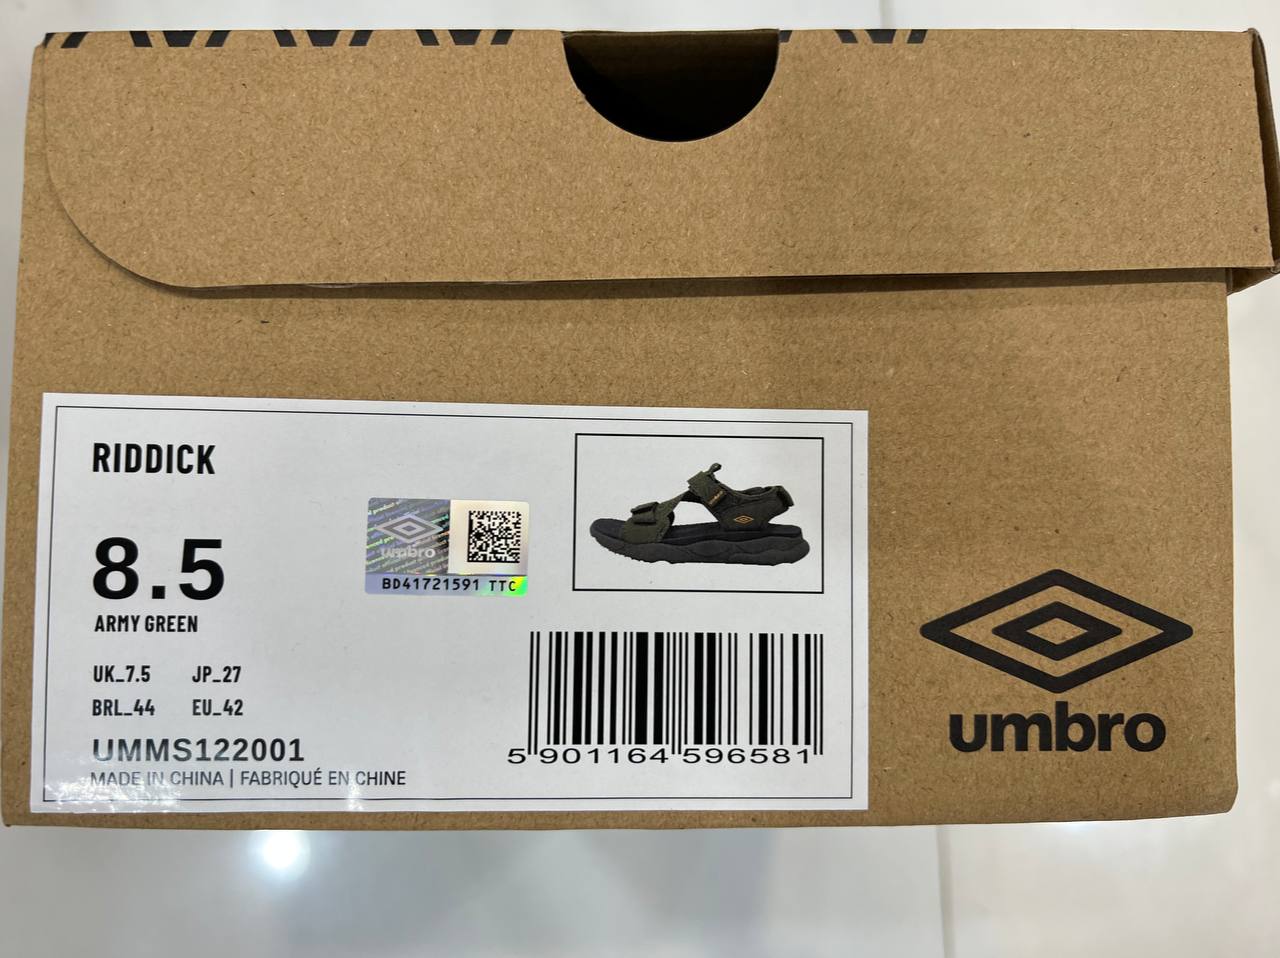 RIDDICK
8.5
ARMY GREEN
UK_7.5 JP_27
BRL_44 EU_42
UMMS122001
MADE IN CHINA | FABRIQUÉ EN CHINE
umbro
BD41721591 TTC
5 901164 596581
umbro